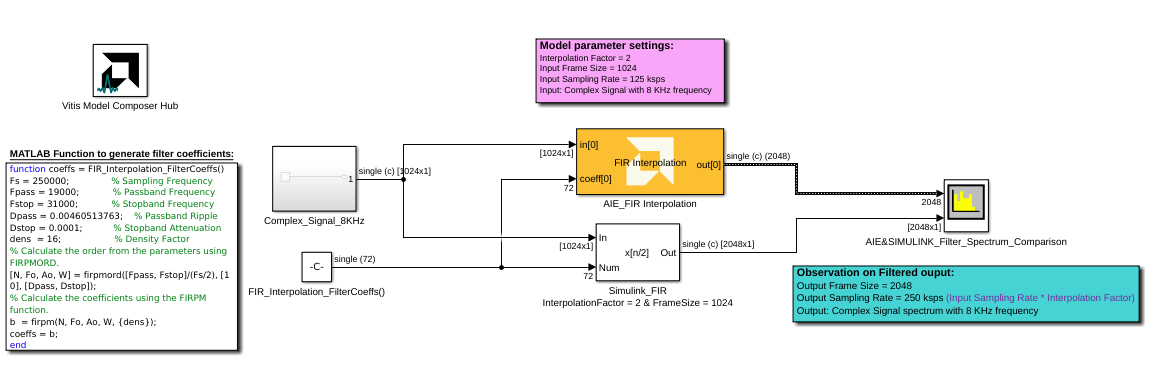 Model parameter settings:
Interpolation Factor = 2
Input Frame Size = 1024
Input Sampling Rate = 125 ksps
Input: Complex Signal with 8 KHz frequency
Vitis Model Composer Hub
MATLAB Function to generate filter coefficients:
function coeffs = FIR_Interpolation_FilterCoeffs()
Fs = 250000; % Sampling Frequency
Fpass = 19000; % Passband Frequency
Fstop = 31000; % Stopband Frequency
Dpass = 0.00460513763; % Passband Ripple
Dstop = 0.0001; % Stopband Attenuation
dens = 16; % Density Factor
% Calculate the order from the parameters using
FIRPMORD.
[N, Fo, Ao, W] = firpmord([Fpass, Fstop]/(Fs/2), [1
0], [Dpass, Dstop]);
% Calculate the coefficients using the FIRPM
function.
b = firpm(N, Fo, Ao, W, {dens});
coeffs = b;
end
1
Complex_Signal_8KHz
single (c) [1024x1]
-C-
single (72)
FIR_Interpolation_FilterCoeffs()
[1024x1]
72
in[0]
coeff[0]
FIR Interpolation
out[0]
AIE_FIR Interpolation
single (c) (2048)
[1024x1]
72
In
Num
x[n/2]
Out
Simulink_FIR
InterpolationFactor = 2 & FrameSize = 1024
single (c) [2048x1]
2048
[2048x1]
AIE&SIMULINK_Filter_Spectrum_Comparison
Observation on Filtered ouput:
Output Frame Size = 2048
Output Sampling Rate = 250 ksps (Input Sampling Rate * Interpolation Factor)
Output: Complex Signal spectrum with 8 KHz frequency